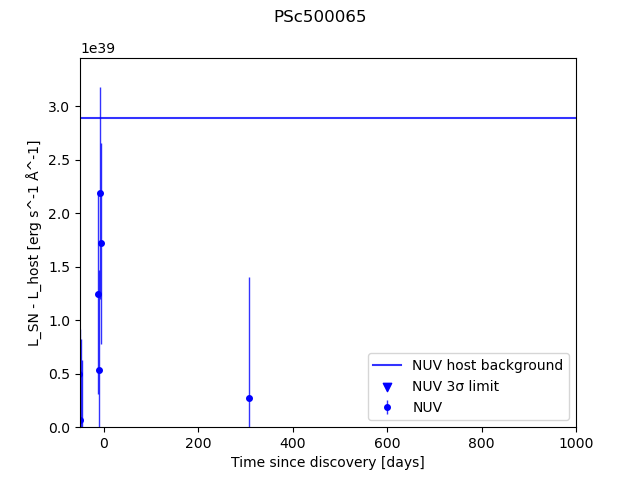 PSc500065
1e39
3.0
2.5
2.0
1.5
1.0
0.5
0.0
L_SN - L_host [erg s^-1 Å^-1]
NUV host background
NUV 3σ limit
NUV
0 200 400 600 800 1000
Time since discovery [days]